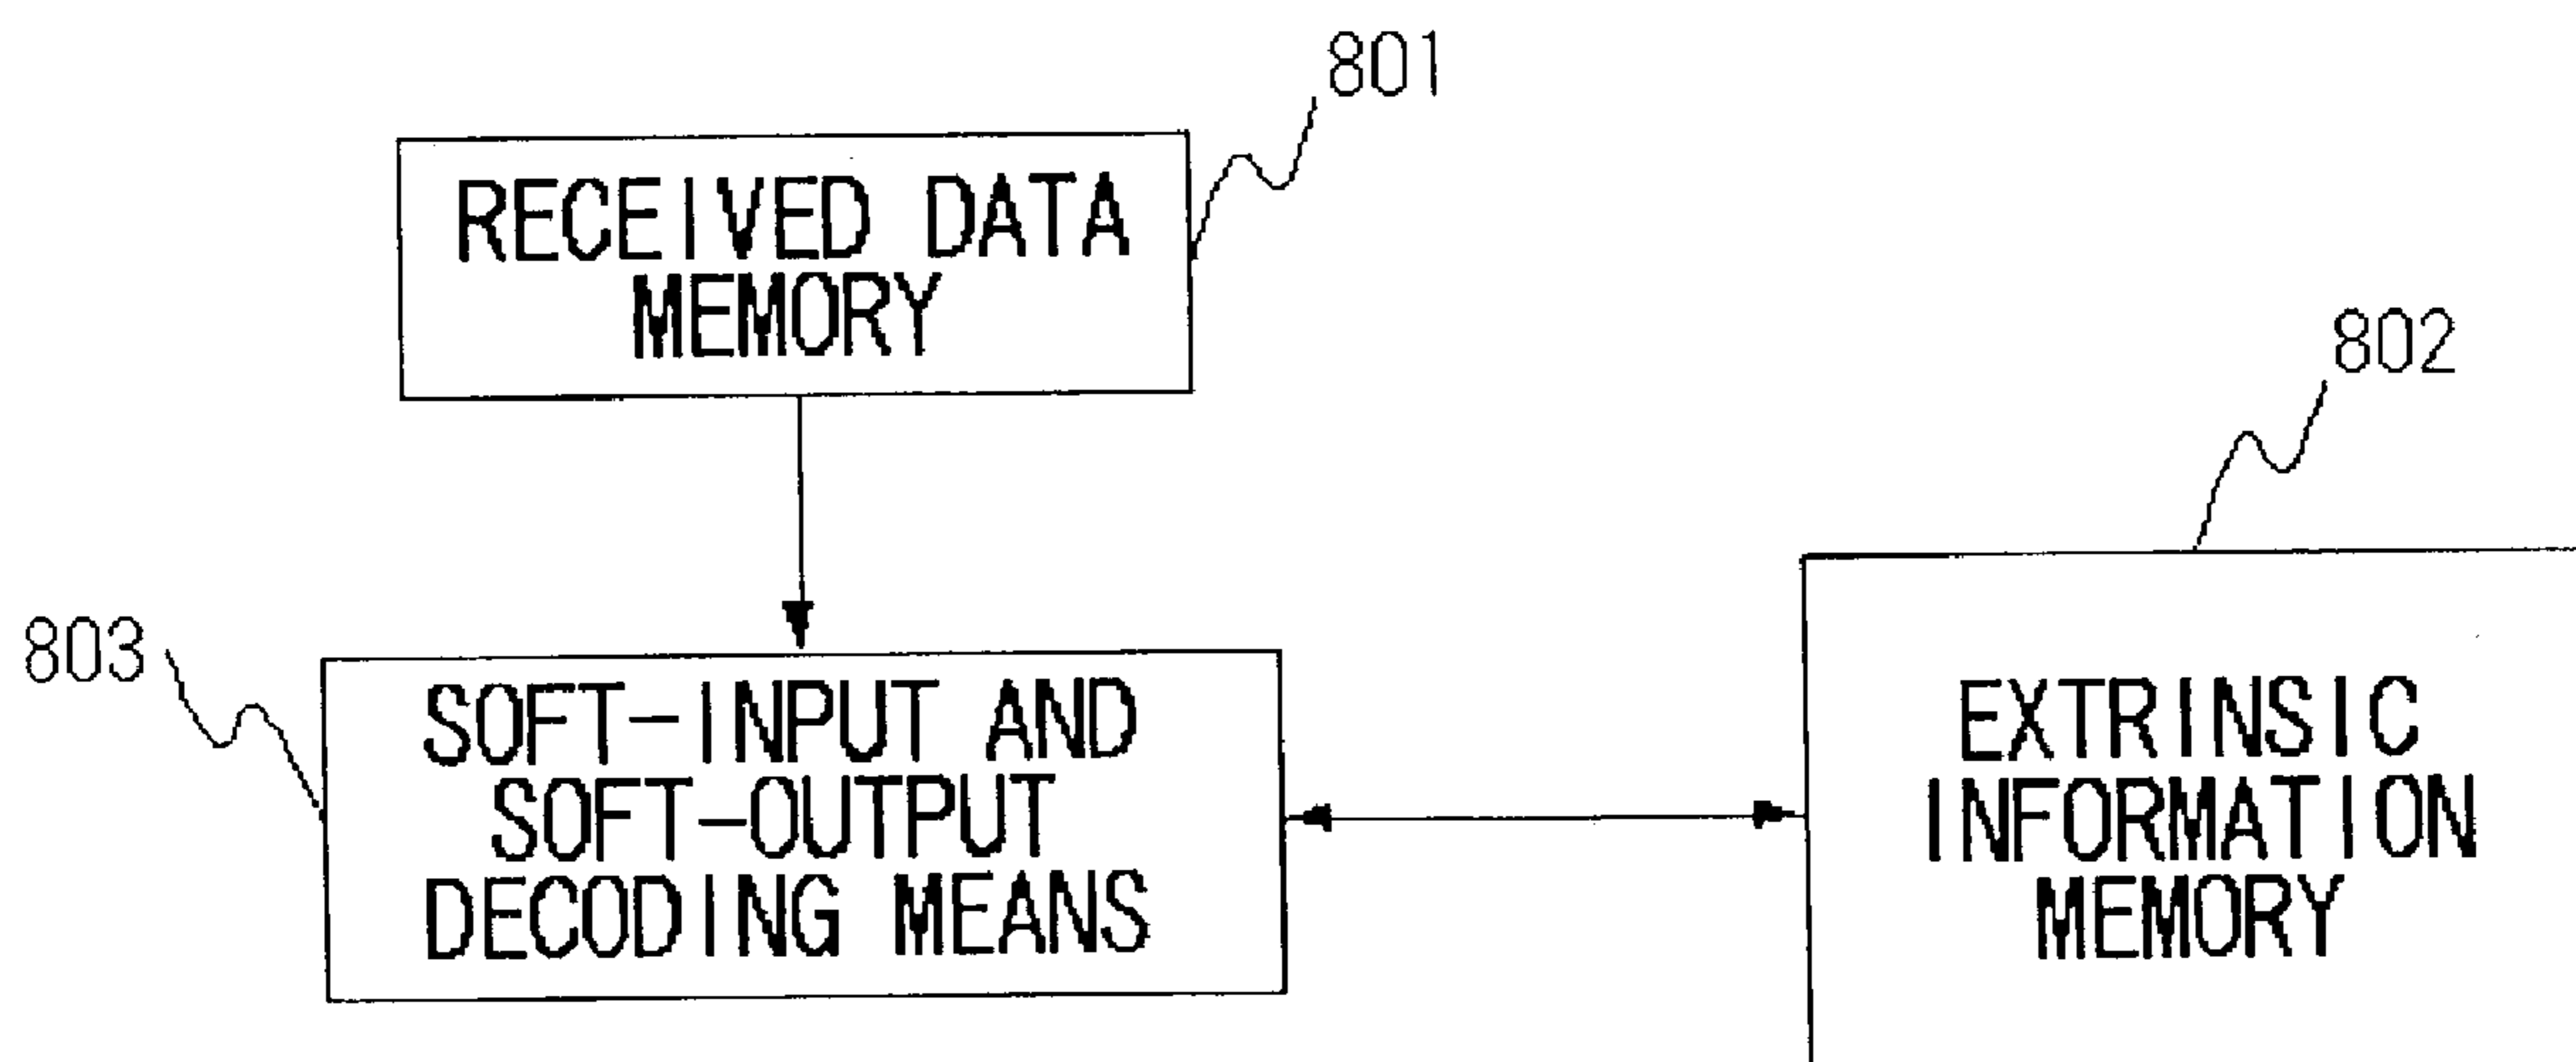 801
RECEIVED DATA
MEMORY
802
803
SOFT-INPUT AND
SOFT-OUTPUT
DECODING MEANS
EXTRINSIC
INFORMATION
MEMORY